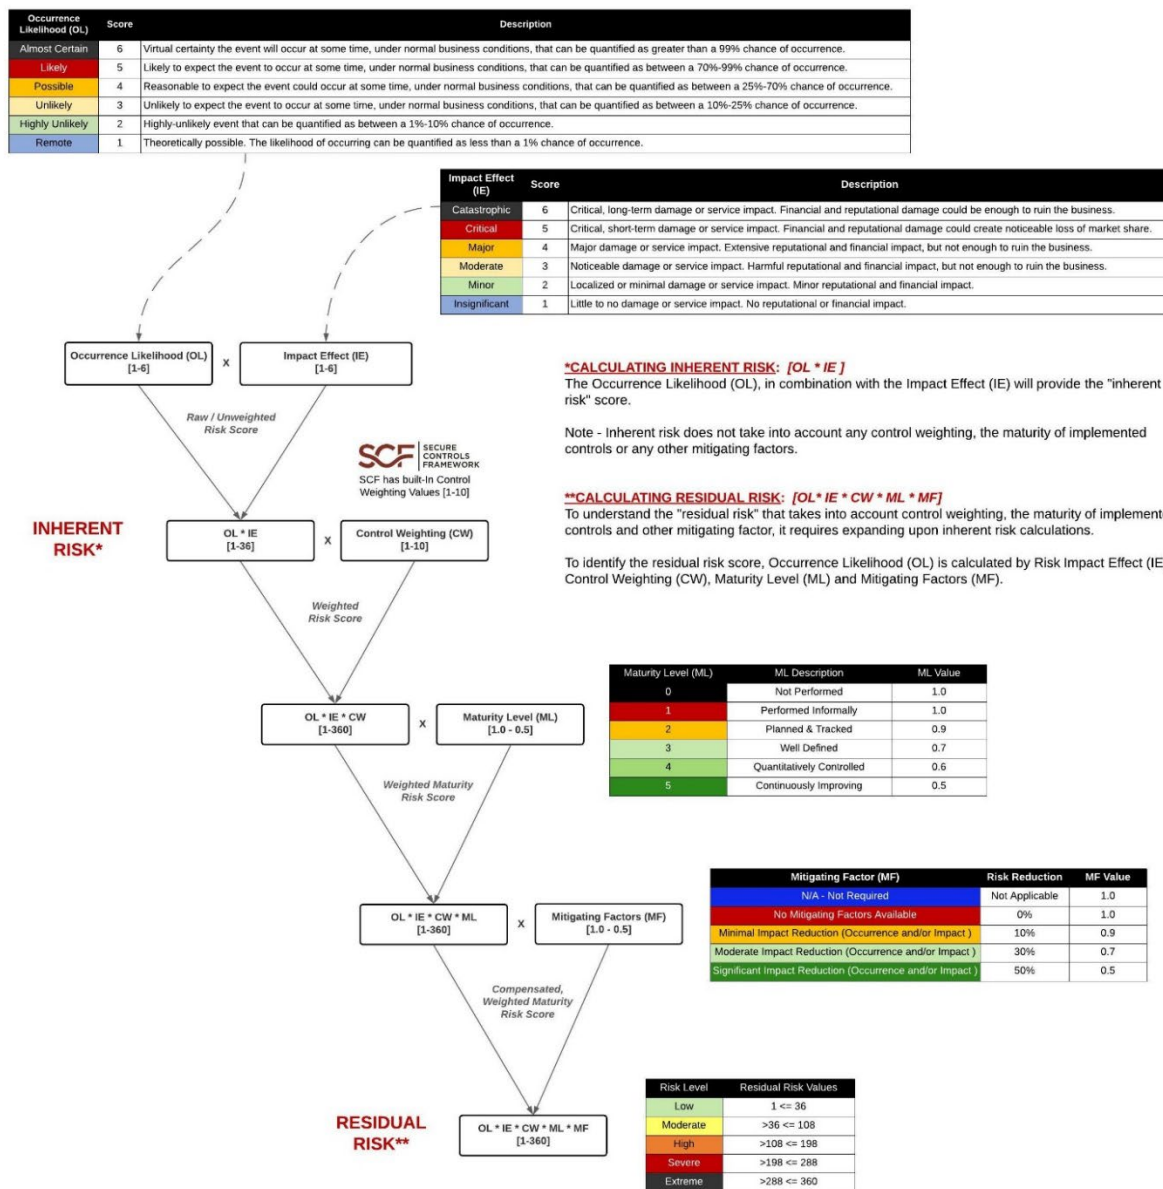 Occurrence Likelihood (OL) Score Description
Almost Certain 6 Virtual certainty the event will occur at some time, under normal business conditions, that can be quantified as greater than a 99% chance of occurrence.
Likely 5 Likely to expect the event to occur at some time, under normal business conditions, that can be quantified as between a 70%-99% chance of occurrence.
Possible 4 Reasonable to expect the event could occur at some time, under normal business conditions, that can be quantified as between a 25%-70% chance of occurrence.
Unlikely 3 Unlikely to expect the event to occur at some time, under normal business conditions, that can be quantified as between a 10%-25% chance of occurrence.
Highly Unlikely 2 Highly-unlikely event that can be quantified as between a 1%-10% chance of occurrence.
Remote 1 Theoretically possible. The likelihood of occurring can be quantified as less than a 1% chance of occurrence.
Impact Effect (IE) Score Description
Catastrophic 6 Critical, long-term damage or service impact. Financial and reputational damage could be enough to ruin the business.
Critical 5 Critical, short-term damage or service impact. Financial and reputational damage could create noticeable loss of market share.
Major 4 Major damage or service impact. Extensive reputational and financial impact, but not enough to ruin the business.
Moderate 3 Noticeable damage or service impact. Harmful reputational and financial impact, but not enough to ruin the business.
Minor 2 Localized or minimal damage or service impact. Minor reputational and financial impact.
Insignificant 1 Little to no damage or service impact. No reputational or financial impact.
Occurrence Likelihood (OL) x Impact Effect (IE)
[1-6] [1-6]
Raw / Unweighted
Risk Score
*CALCULATING INHERENT RISK: [OL * IE ]
The Occurrence Likelihood (OL), in combination with the Impact Effect (IE) will provide the "inherent
risk" score.
Note - Inherent risk does not take into account any control weighting, the maturity of implemented
controls or any other mitigating factors.
SCF SECURE CONTROLS FRAMEWORK
SCF has built-In Control
Weighting Values [1-10]
**CALCULATING RESIDUAL RISK: [OL* IE * CW * ML * MF]
To understand the "residual risk" that takes into account control weighting, the maturity of implemente
controls and other mitigating factor, it requires expanding upon inherent risk calculations.
To identify the residual risk score, Occurrence Likelihood (OL) is calculated by Risk Impact Effect (IE
Control Weighting (CW), Maturity Level (ML) and Mitigating Factors (MF).
INHERENT
RISK*
OL * IE x Control Weighting (CW)
[1-36] [1-10]
Weighted
Risk Score
OL * IE * CW x Maturity Level (ML)
[1-360] [1.0 - 0.5]
Weighted Maturity
Risk Score
Maturity Level (ML) ML Description ML Value
0 Not Performed 1.0
1 Performed Informally 1.0
2 Planned & Tracked 0.9
3 Well Defined 0.7
4 Quantitatively Controlled 0.6
5 Continuously Improving 0.5
OL * IE * CW * ML x Mitigating Factors (MF)
[1-360] [1.0 - 0.5]
Compensated,
Weighted Maturity
Risk Score
Mitigating Factor (MF) Risk Reduction MF Value
N/A - Not Required Not Applicable 1.0
No Mitigating Factors Available 0% 1.0
Minimal Impact Reduction (Occurrence and/or Impact ) 10% 0.9
Moderate Impact Reduction (Occurrence and/or Impact ) 30% 0.7
Significant Impact Reduction (Occurrence and/or Impact ) 50% 0.5
RESIDUAL
RISK**
OL * IE * CW * ML * MF
[1-360]
Risk Level Residual Risk Values
Low 1 <= 36
Moderate >36 <= 108
High >108 <= 198
Severe >198 <= 288
Extreme >288 <= 360